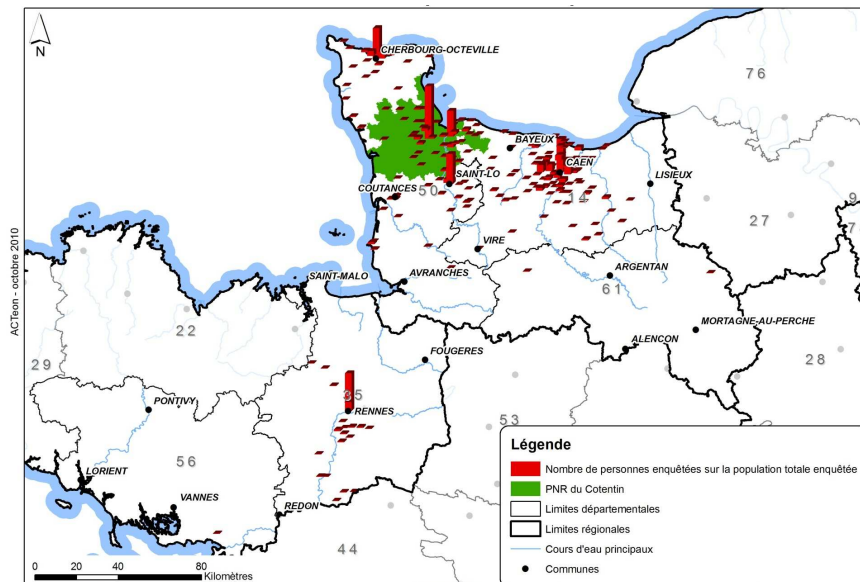 N
CHERBOURG-OCTEVILLE
76
BAYEUX
CAEN
LISIEUX
SAINT-LO
COUTANCES
50
14
9
27
7
VIRE
SAINT-MALO
AVRANCHES
ARGENTAN
61
ACTeon - octobre 2010
22
MORTAGNE-AU-PERCHE
ALENCON
FOUGERES
28
29
35
PONTIVY
RENNES
53
56
LORIENT
VANNES
REDON
44
0 20 40 80
Kilomètres
Légende
Nombre de personnes enquêtées sur la population totale enquêtée
PNR du Cotentin
Limites départementales
Limites régionales
Cours d'eau principaux
Communes